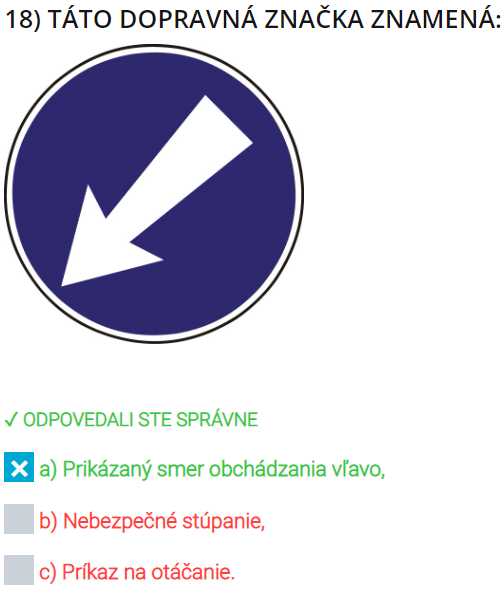 18) TÁTO DOPRAVNÁ ZNAČKA ZNAMENÁ:
✓ ODPOVEDALI STE SPRÁVNE
a) Prikázaný smer obchádzania vľavo,
b) Nebezpečné stúpanie,
c) Príkaz na otáčanie.